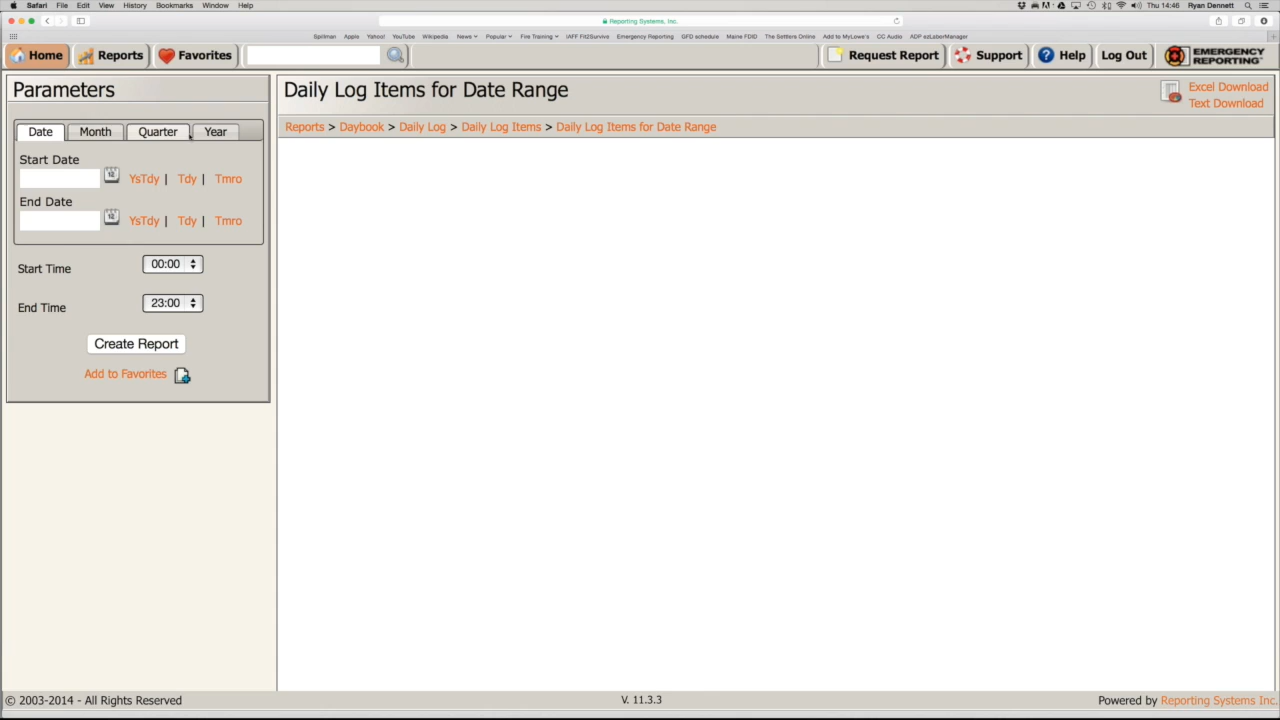 Safari File Edit View History Bookmarks Window Help Thu 14:46 Ryan Dennett
Reporting Systems, Inc.
Spillman Apple Yahoo! YouTube Wikipedia News Popular Fire Training IAFF Fit2Survive Emergency Reporting GFD schedule Maine FDID The Settlers Online Add to MyLowe's CC Audio ADP ezLaborManager
Home Reports Favorites Request Report Support Help Log Out EMERGENCY REPORTING
Parameters
Date Month Quarter Year
Start Date
12 YsTdy | Tdy | Tmro
End Date
12 YsTdy | Tdy | Tmro
Start Time 00:00
End Time 23:00
Create Report
Add to Favorites
Daily Log Items for Date Range
Excel Download
Text Download
Reports > Daybook > Daily Log > Daily Log Items > Daily Log Items for Date Range
© 2003-2014 - All Rights Reserved V. 11.3.3 Powered by Reporting Systems Inc.